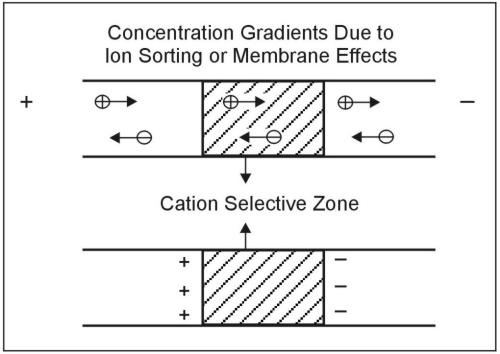 Concentration Gradients Due to
Ion Sorting or Membrane Effects
+ + + + −
− − −
Cation Selective Zone
+ −
+ −
+ −